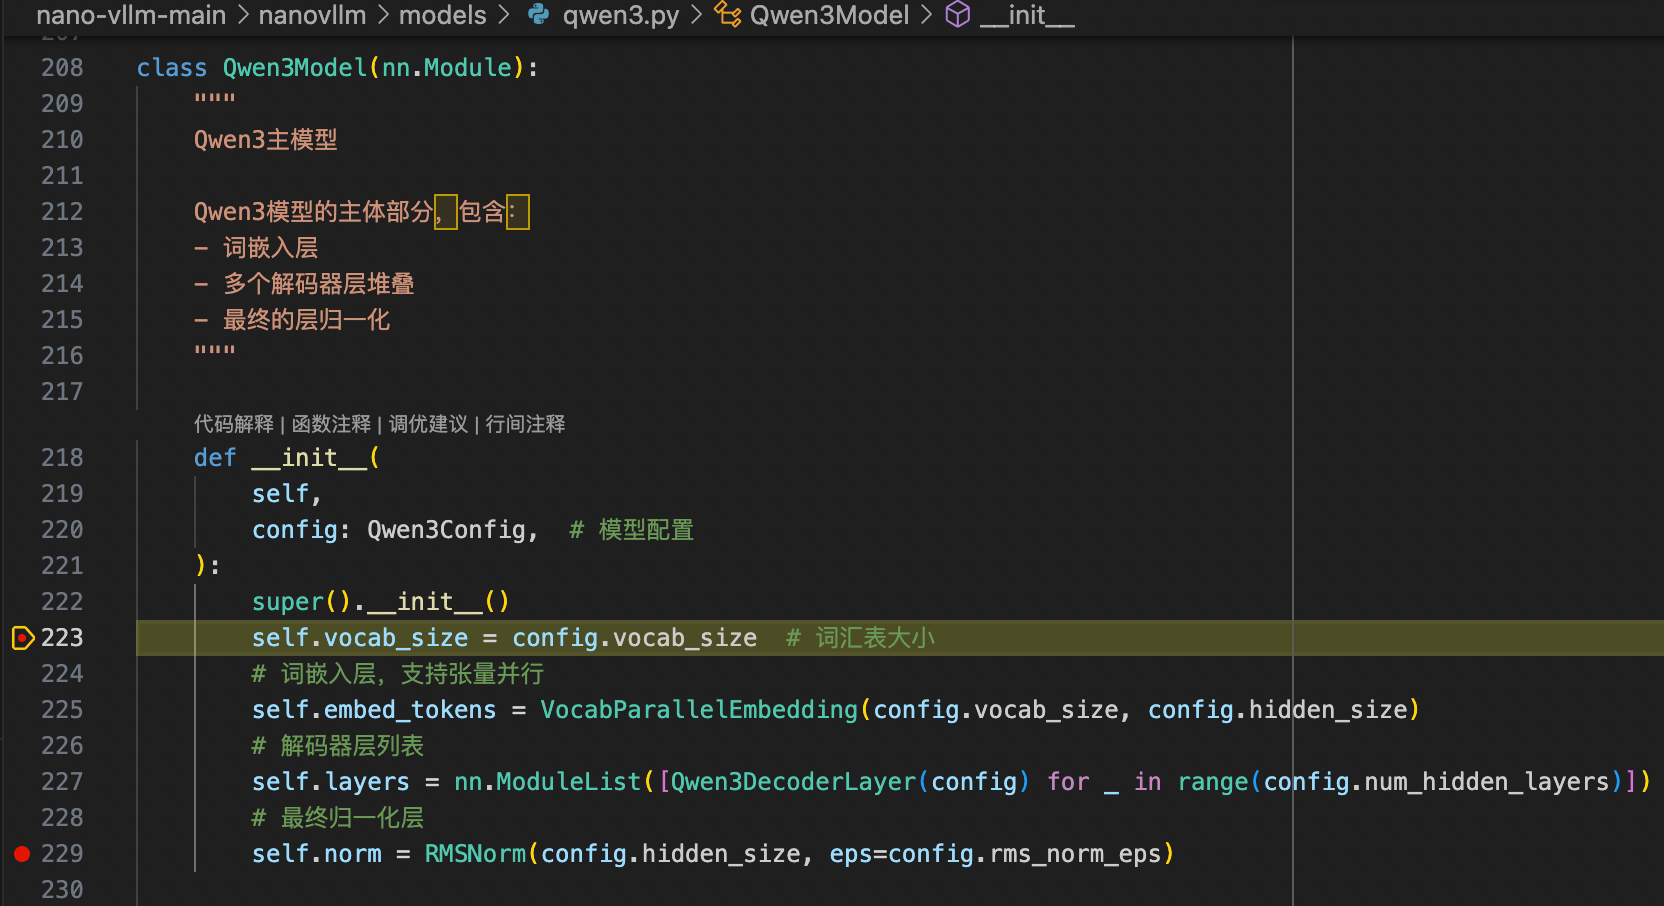 nano-vllm-main > nanovllm > models > qwen3.py > Qwen3Model > __init__
207
208 class Qwen3Model(nn.Module):
209 """
210 Qwen3主模型
211
212 Qwen3模型的主体部分，包含：
213 - 词嵌入层
214 - 多个解码器层堆叠
215 - 最终的层归一化
216 """
217
代码解释 | 函数注释 | 调优建议 | 行间注释
218 def __init__(
219 self,
220 config: Qwen3Config,  # 模型配置
221 ):
222 super().__init__()
223 self.vocab_size = config.vocab_size  # 词汇表大小
224 # 词嵌入层，支持张量并行
225 self.embed_tokens = VocabParallelEmbedding(config.vocab_size, config.hidden_size)
226 # 解码器层列表
227 self.layers = nn.ModuleList([Qwen3DecoderLayer(config) for _ in range(config.num_hidden_layers)])
228 # 最终归一化层
229 self.norm = RMSNorm(config.hidden_size, eps=config.rms_norm_eps)
230